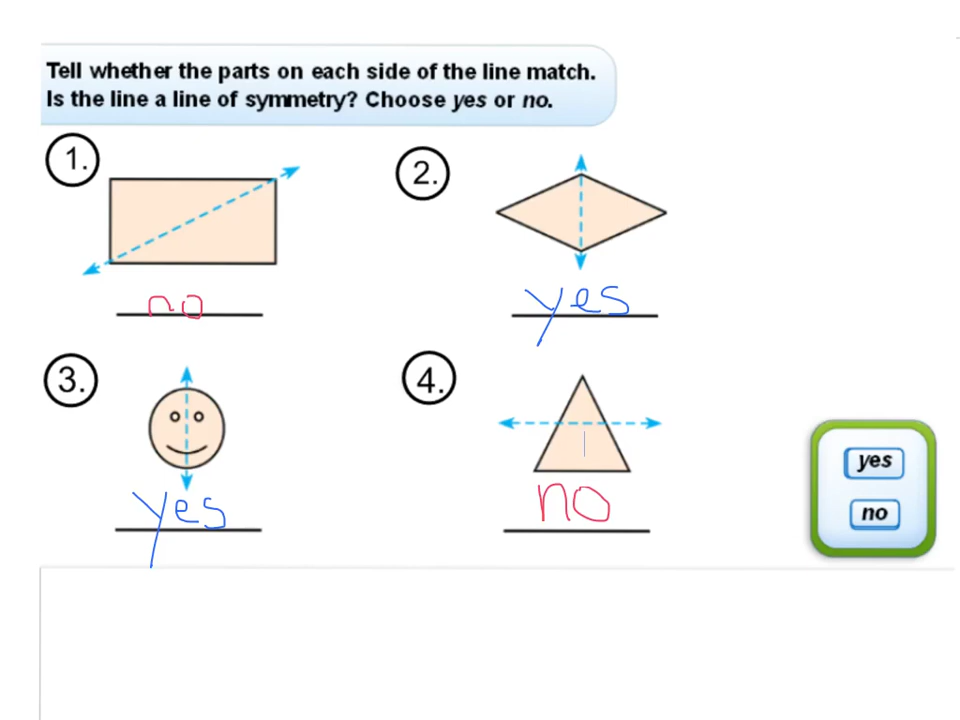 Tell whether the parts on each side of the line match.
Is the line a line of symmetry? Choose yes or no.
1.
2.
no
yes
3.
4.
yes
no
yes
no